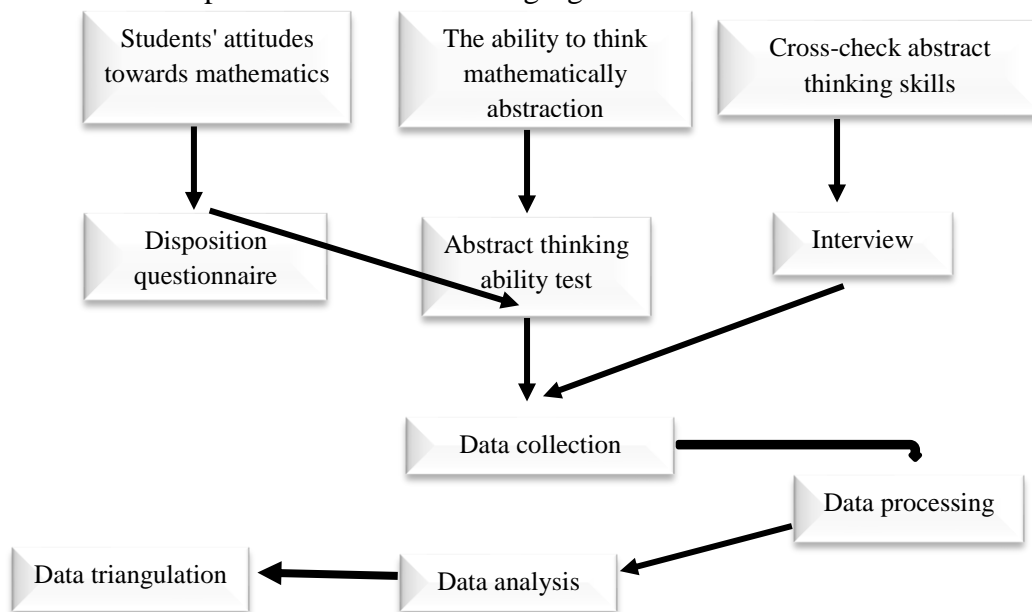 Students' attitudes
towards mathematics
The ability to think
mathematically
abstraction
Cross-check abstract
thinking skills
Disposition
questionnaire
Abstract thinking
ability test
Interview
Data collection
Data processing
Data analysis
Data triangulation